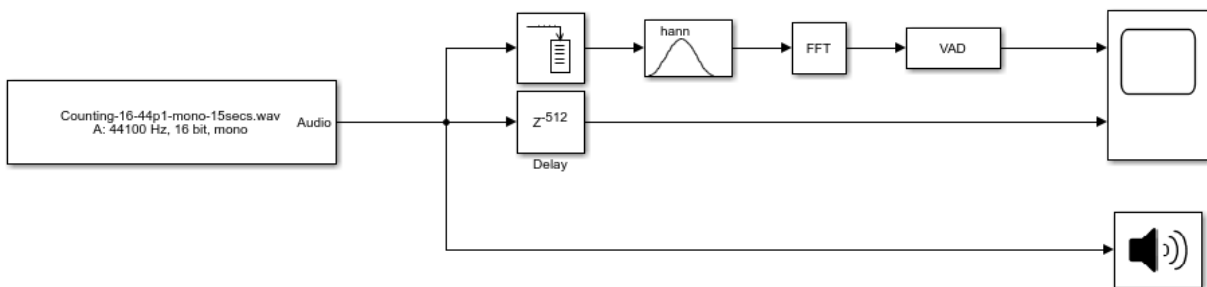 hann
FFT
VAD
Counting-16-44p1-mono-15secs.wav
A: 44100 Hz, 16 bit, mono
Audio
Z-512
Delay